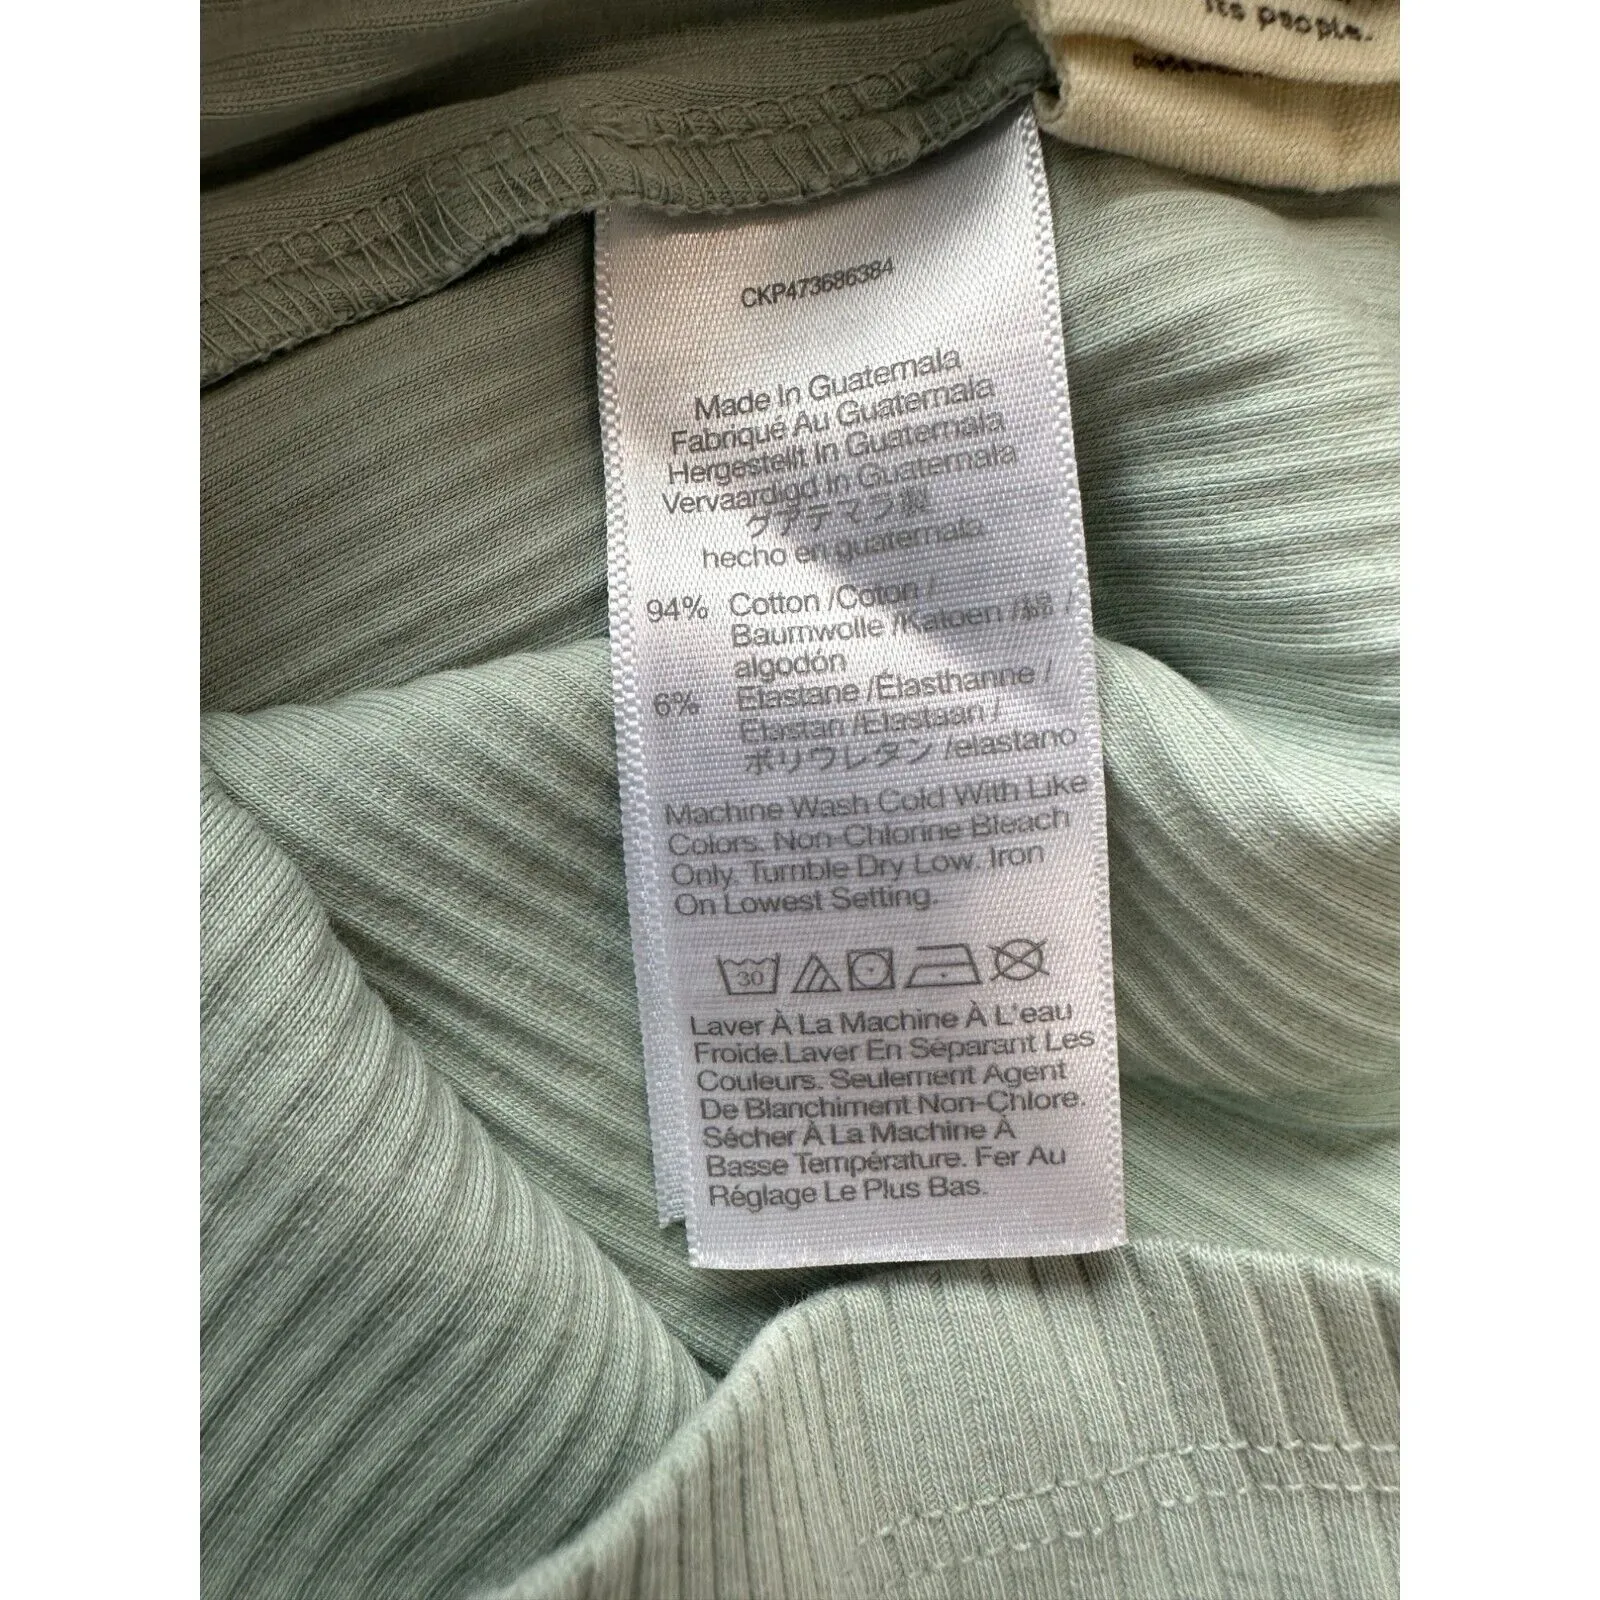 its people.
CKP473686384
Made In Guatemala
Fabriqué Au Guatemala
Hergestellt In Guatemala
Vervaardigd In Guatemala
グアテマラ製
hecho en guatemala
94% Cotton /Coton /
Baumwolle /Katoen /綿 /
algodón
6% Elastane /Élasthanne /
Elastan /Elastaan /
ポリウレタン /elastano
Machine Wash Cold With Like
Colors. Non-Chlorine Bleach
Only. Tumble Dry Low. Iron
On Lowest Setting.
30
Laver À La Machine À L'eau
Froide.Laver En Séparant Les
Couleurs. Seulement Agent
De Blanchiment Non-Chlore.
Sécher À La Machine À
Basse Température. Fer Au
Réglage Le Plus Bas.